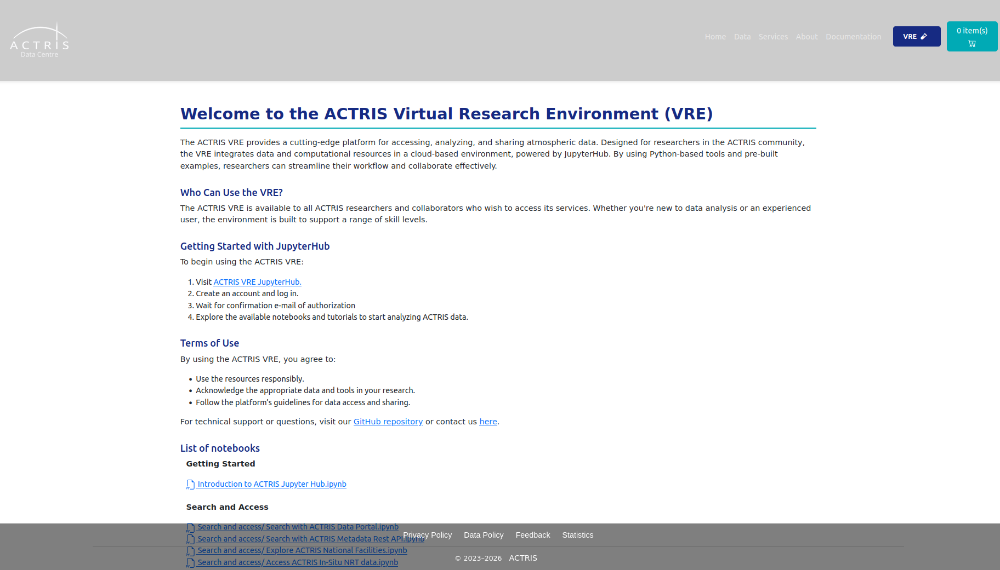 ACTRIS
Data Centre
Home Data Services About Documentation VRE 0 item(s)
Welcome to the ACTRIS Virtual Research Environment (VRE)
The ACTRIS VRE provides a cutting-edge platform for accessing, analyzing, and sharing atmospheric data. Designed for researchers in the ACTRIS community,
the VRE integrates data and computational resources in a cloud-based environment, powered by JupyterHub. By using Python-based tools and pre-built
examples, researchers can streamline their workflow and collaborate effectively.
Who Can Use the VRE?
The ACTRIS VRE is available to all ACTRIS researchers and collaborators who wish to access its services. Whether you're new to data analysis or an experienced
user, the environment is built to support a range of skill levels.
Getting Started with JupyterHub
To begin using the ACTRIS VRE:
1. Visit ACTRIS VRE JupyterHub.
2. Create an account and log in.
3. Wait for confirmation e-mail of authorization
4. Explore the available notebooks and tutorials to start analyzing ACTRIS data.
Terms of Use
By using the ACTRIS VRE, you agree to:
• Use the resources responsibly.
• Acknowledge the appropriate data and tools in your research.
• Follow the platform’s guidelines for data access and sharing.
For technical support or questions, visit our GitHub repository or contact us here.
List of notebooks
Getting Started
PY Introduction to ACTRIS Jupyter Hub.ipynb
Search and Access
PY Search and access/ Search with ACTRIS Data Portal.ipynb
PY Search and access/ Search with ACTRIS Metadata Rest API.ipynb
PY Search and access/ Explore ACTRIS National Facilities.ipynb
PY Search and access/ Access ACTRIS In-Situ NRT data.ipynb
Privacy Policy Data Policy Feedback Statistics
© 2023–2026 ACTRIS